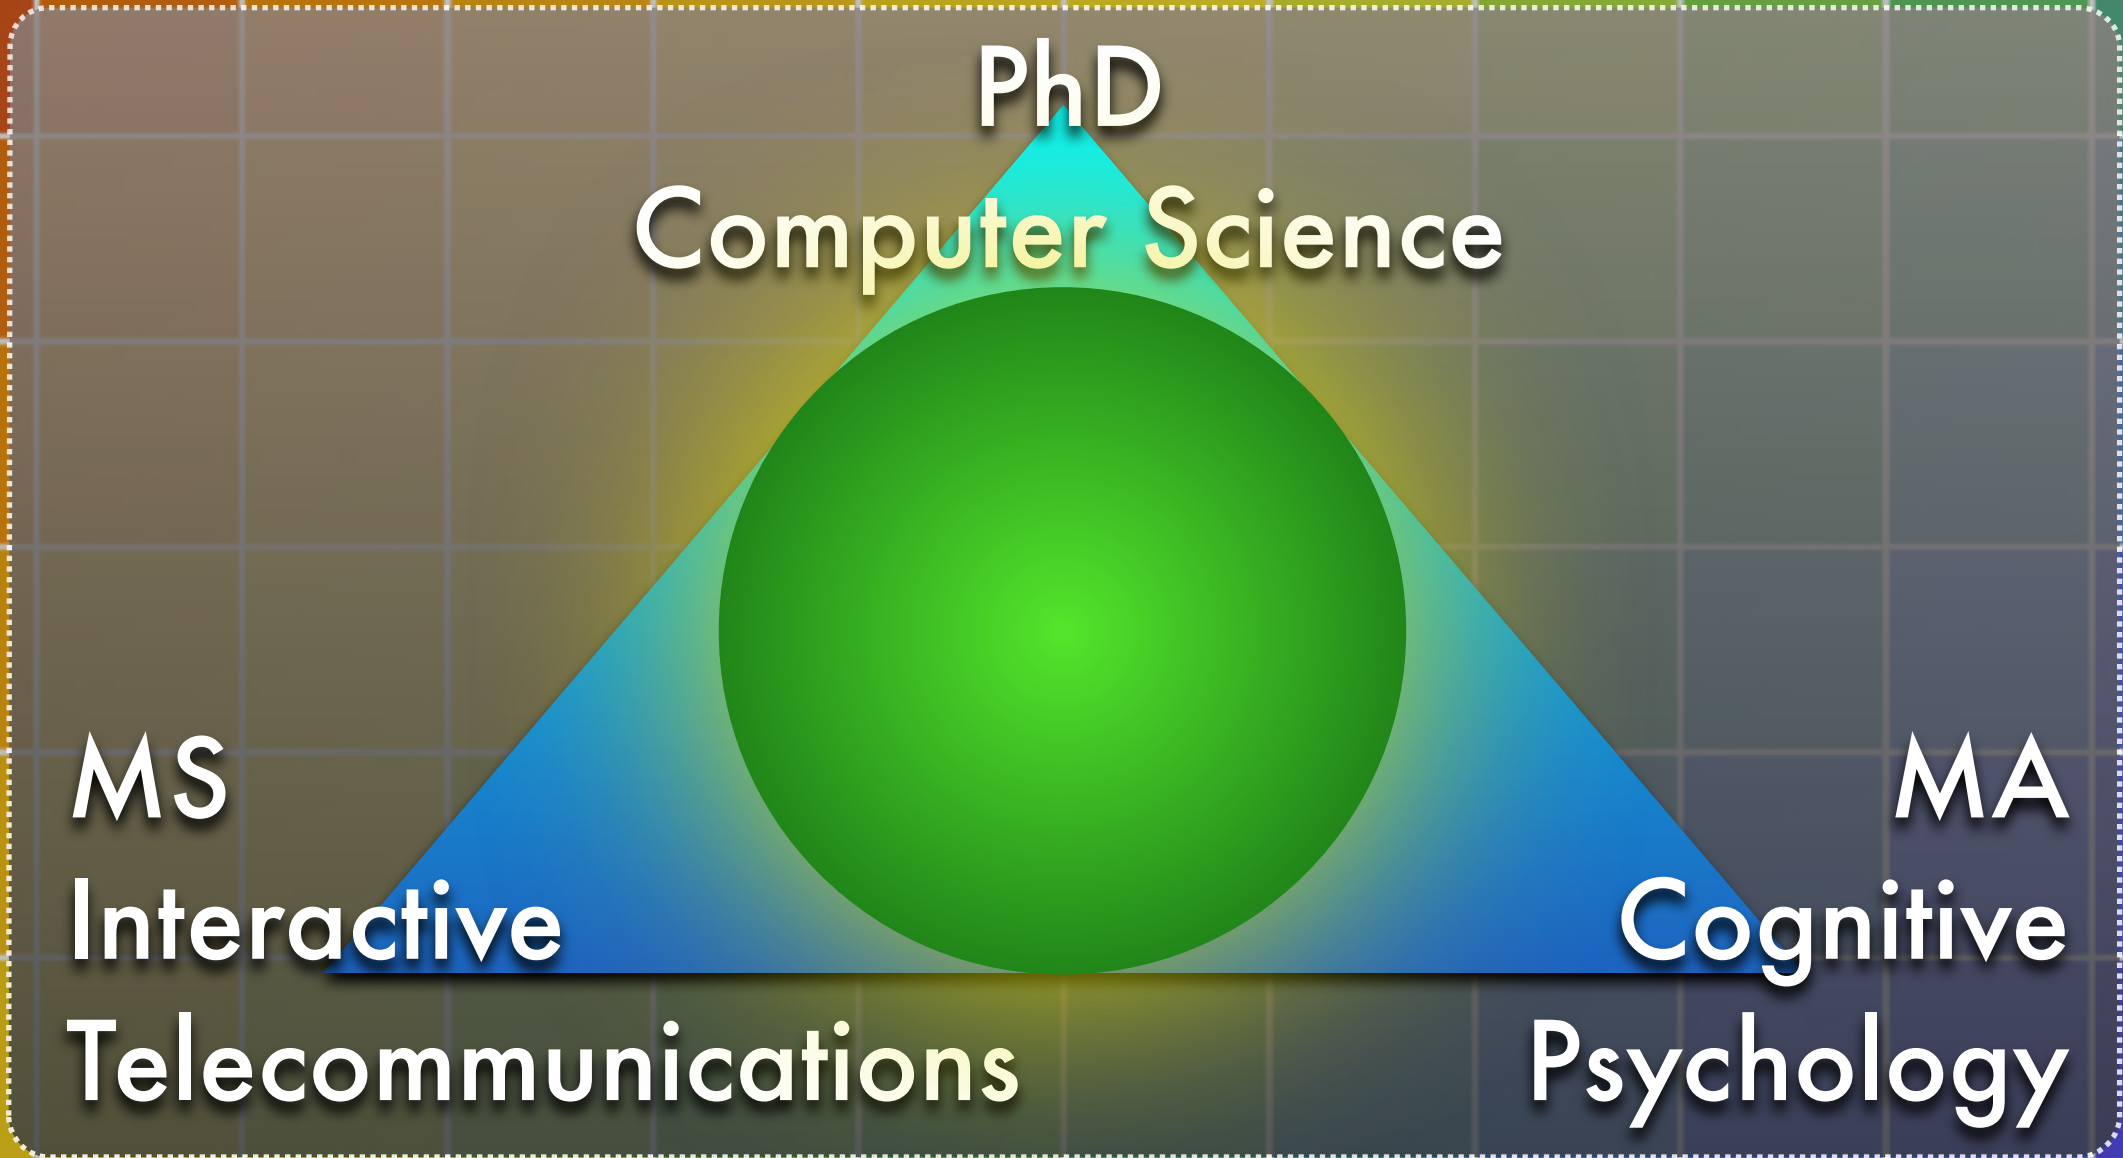 PhD
Computer Science
MS
Interactive
Telecommunications
MA
Cognitive
Psychology